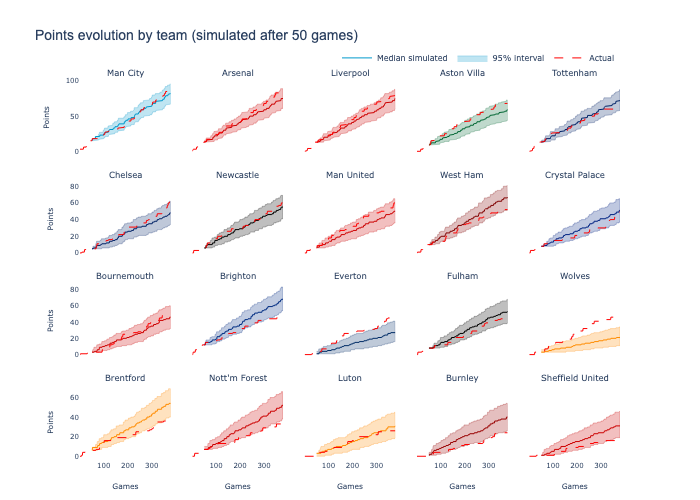 Points evolution by team (simulated after 50 games)
Median simulated 95% interval Actual
Man City Arsenal Liverpool Aston Villa Tottenham
100
50
0
Points
Chelsea Newcastle Man United West Ham Crystal Palace
80
60
40
20
0
Points
Bournemouth Brighton Everton Fulham Wolves
80
60
40
20
0
Points
Brentford Nott'm Forest Luton Burnley Sheffield United
60
40
20
0
Points
100 200 300 100 200 300 100 200 300 100 200 300 100 200 300
Games Games Games Games Games